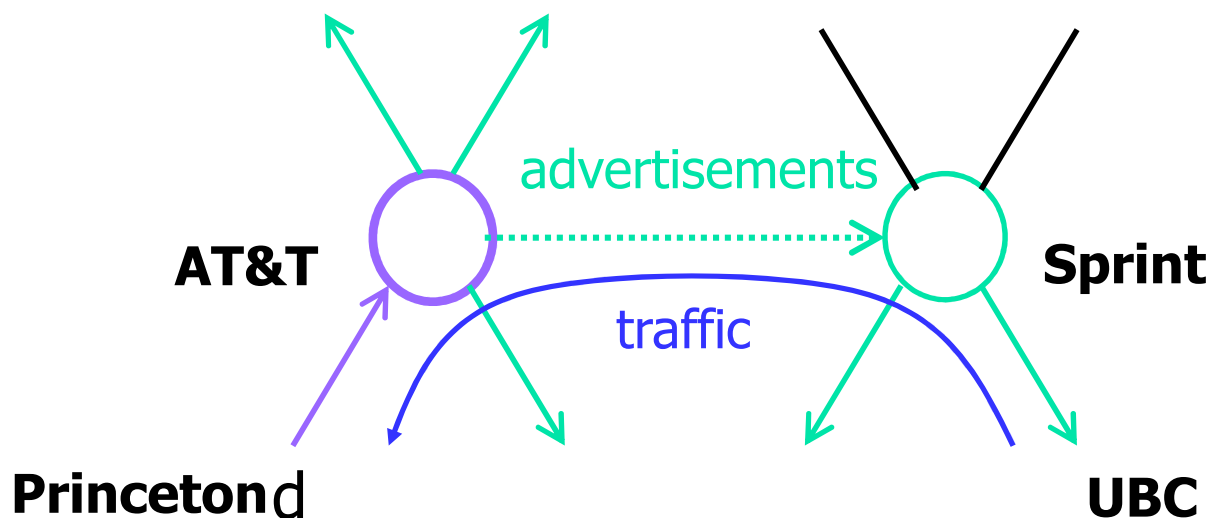 advertisements
AT&T
Sprint
traffic
Princeton d
UBC